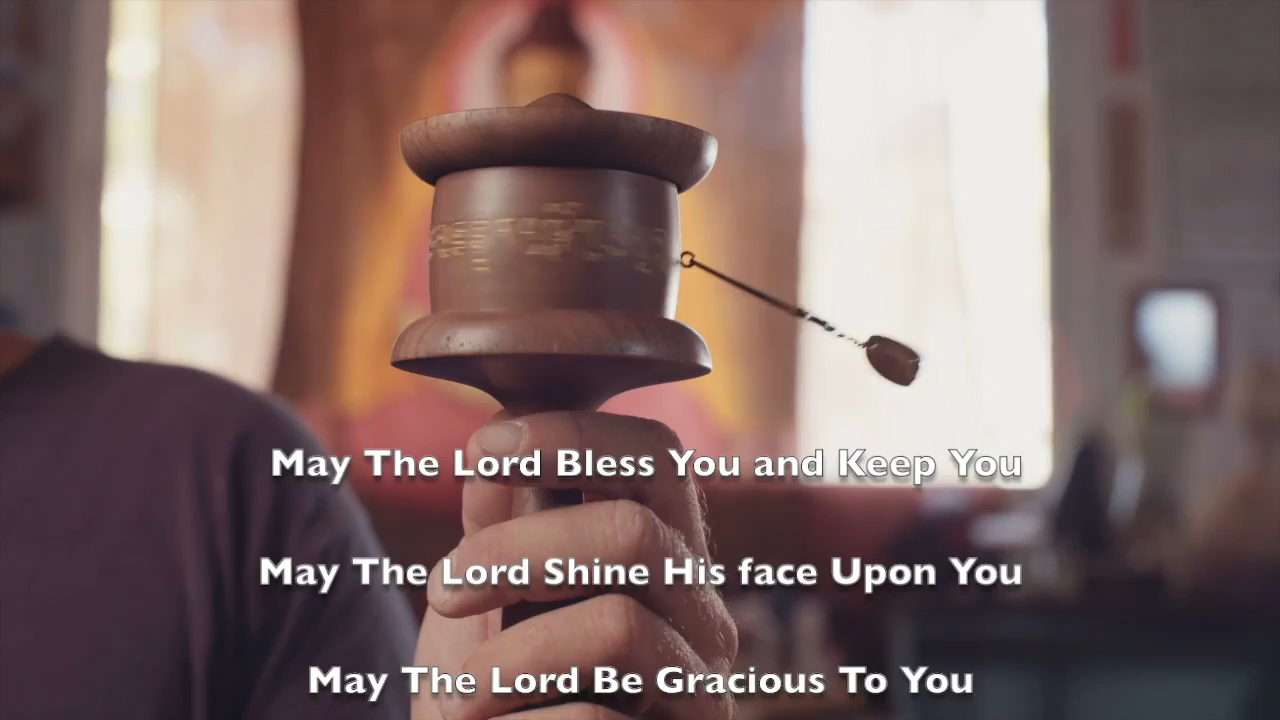 May The Lord Bless You and Keep You
May The Lord Shine His face Upon You
May The Lord Be Gracious To You